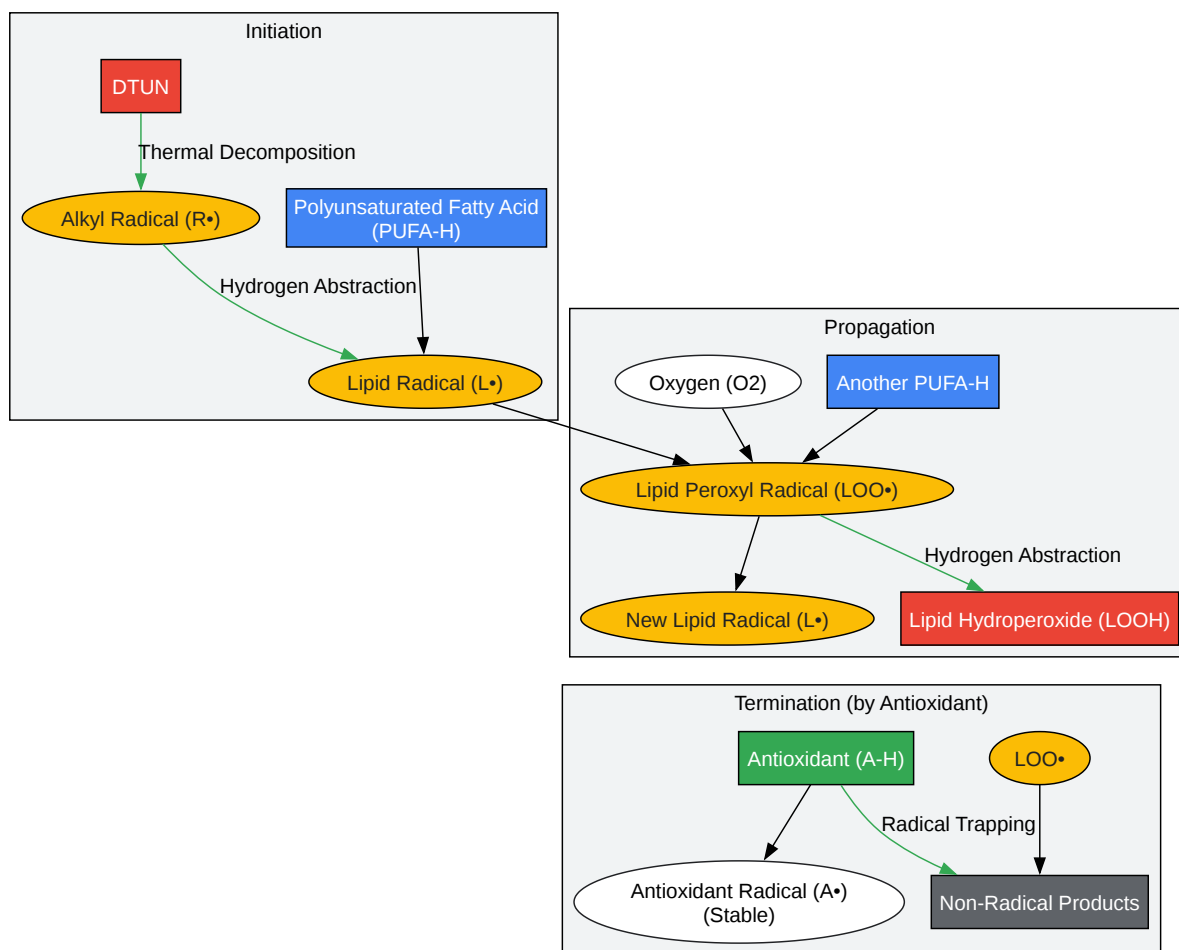 Initiation
DTUN
Thermal Decomposition
Alkyl Radical (R•)
Polyunsaturated Fatty Acid
(PUFA-H)
Hydrogen Abstraction
Lipid Radical (L•)
Propagation
Oxygen (O2)
Another PUFA-H
Lipid Peroxyl Radical (LOO•)
Hydrogen Abstraction
New Lipid Radical (L•)
Lipid Hydroperoxide (LOOH)
Termination (by Antioxidant)
Antioxidant (A-H)
LOO•
Radical Trapping
Antioxidant Radical (A•)
(Stable)
Non-Radical Products